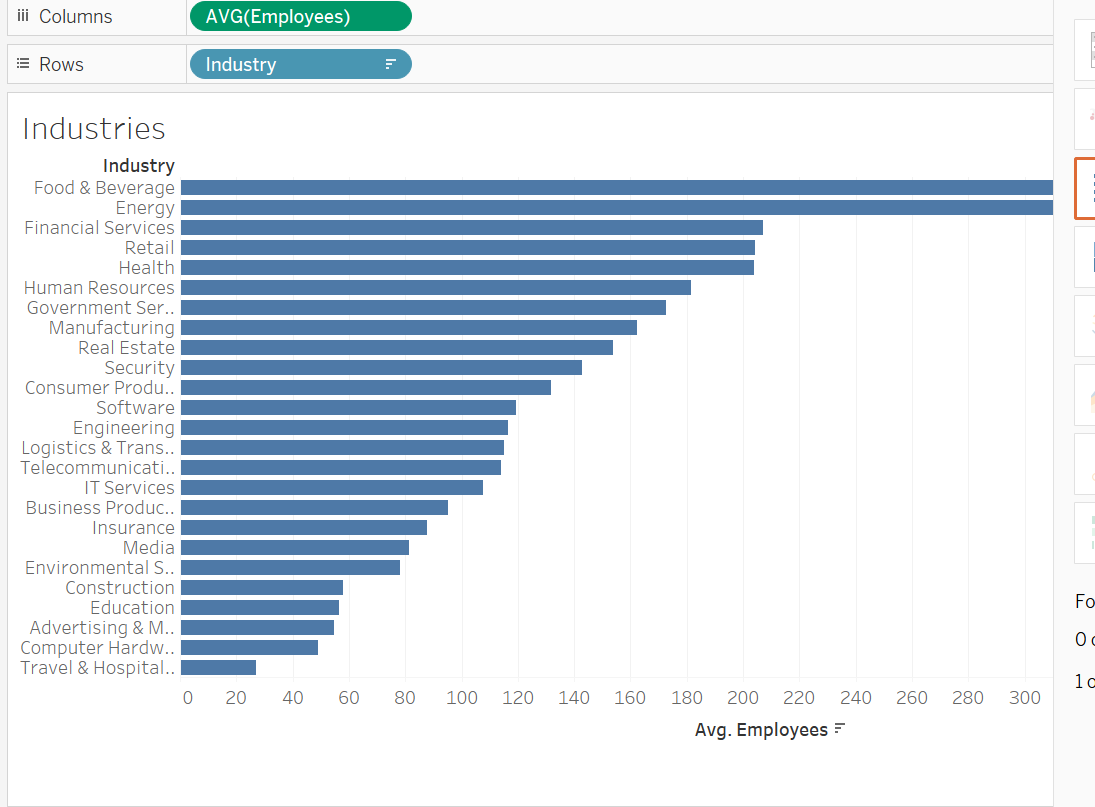 Columns
AVG(Employees)
Rows
Industry
Industries
Industry
Food & Beverage
Energy
Financial Services
Retail
Health
Human Resources
Government Ser..
Manufacturing
Real Estate
Security
Consumer Produ..
Software
Engineering
Logistics & Trans..
Telecommunicati..
IT Services
Business Produc..
Insurance
Media
Environmental S..
Construction
Education
Advertising & M..
Computer Hardw..
Travel & Hospital..
0 20 40 60 80 100 120 140 160 180 200 220 240 260 280 300
Avg. Employees
Fo
0
1 o